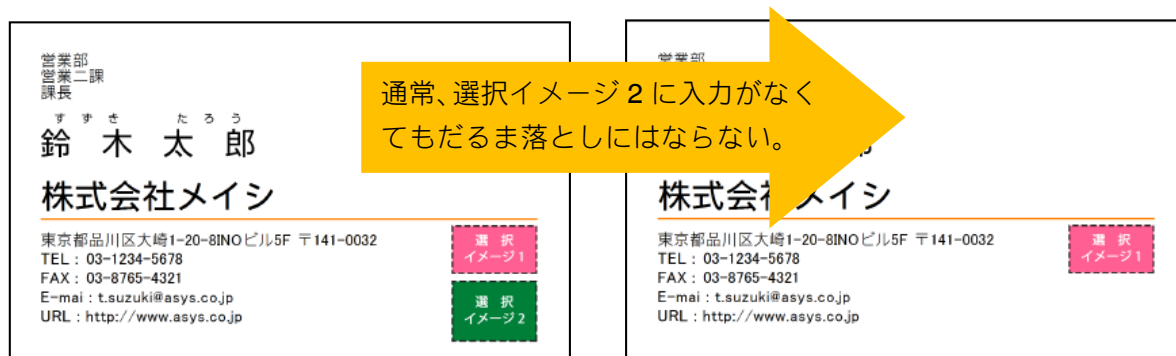 営業部
営業二課
課長
すずき たろう
鈴木 太郎
株式会社メイシ
東京都品川区大崎1-20-8INOビル5F 〒141-0032
TEL : 03-1234-5678
FAX : 03-8765-4321
E-mai : t.suzuki@asys.co.jp
URL : http://www.asys.co.jp
選択
イメージ1
選択
イメージ2
通常、選択イメージ2に入力がなく
てもだるま落としにはならない。
営業部
郎
株式会社メイシ
東京都品川区大崎1-20-8INOビル5F 〒141-0032
TEL : 03-1234-5678
FAX : 03-8765-4321
E-mai : t.suzuki@asys.co.jp
URL : http://www.asys.co.jp
選択
イメージ1